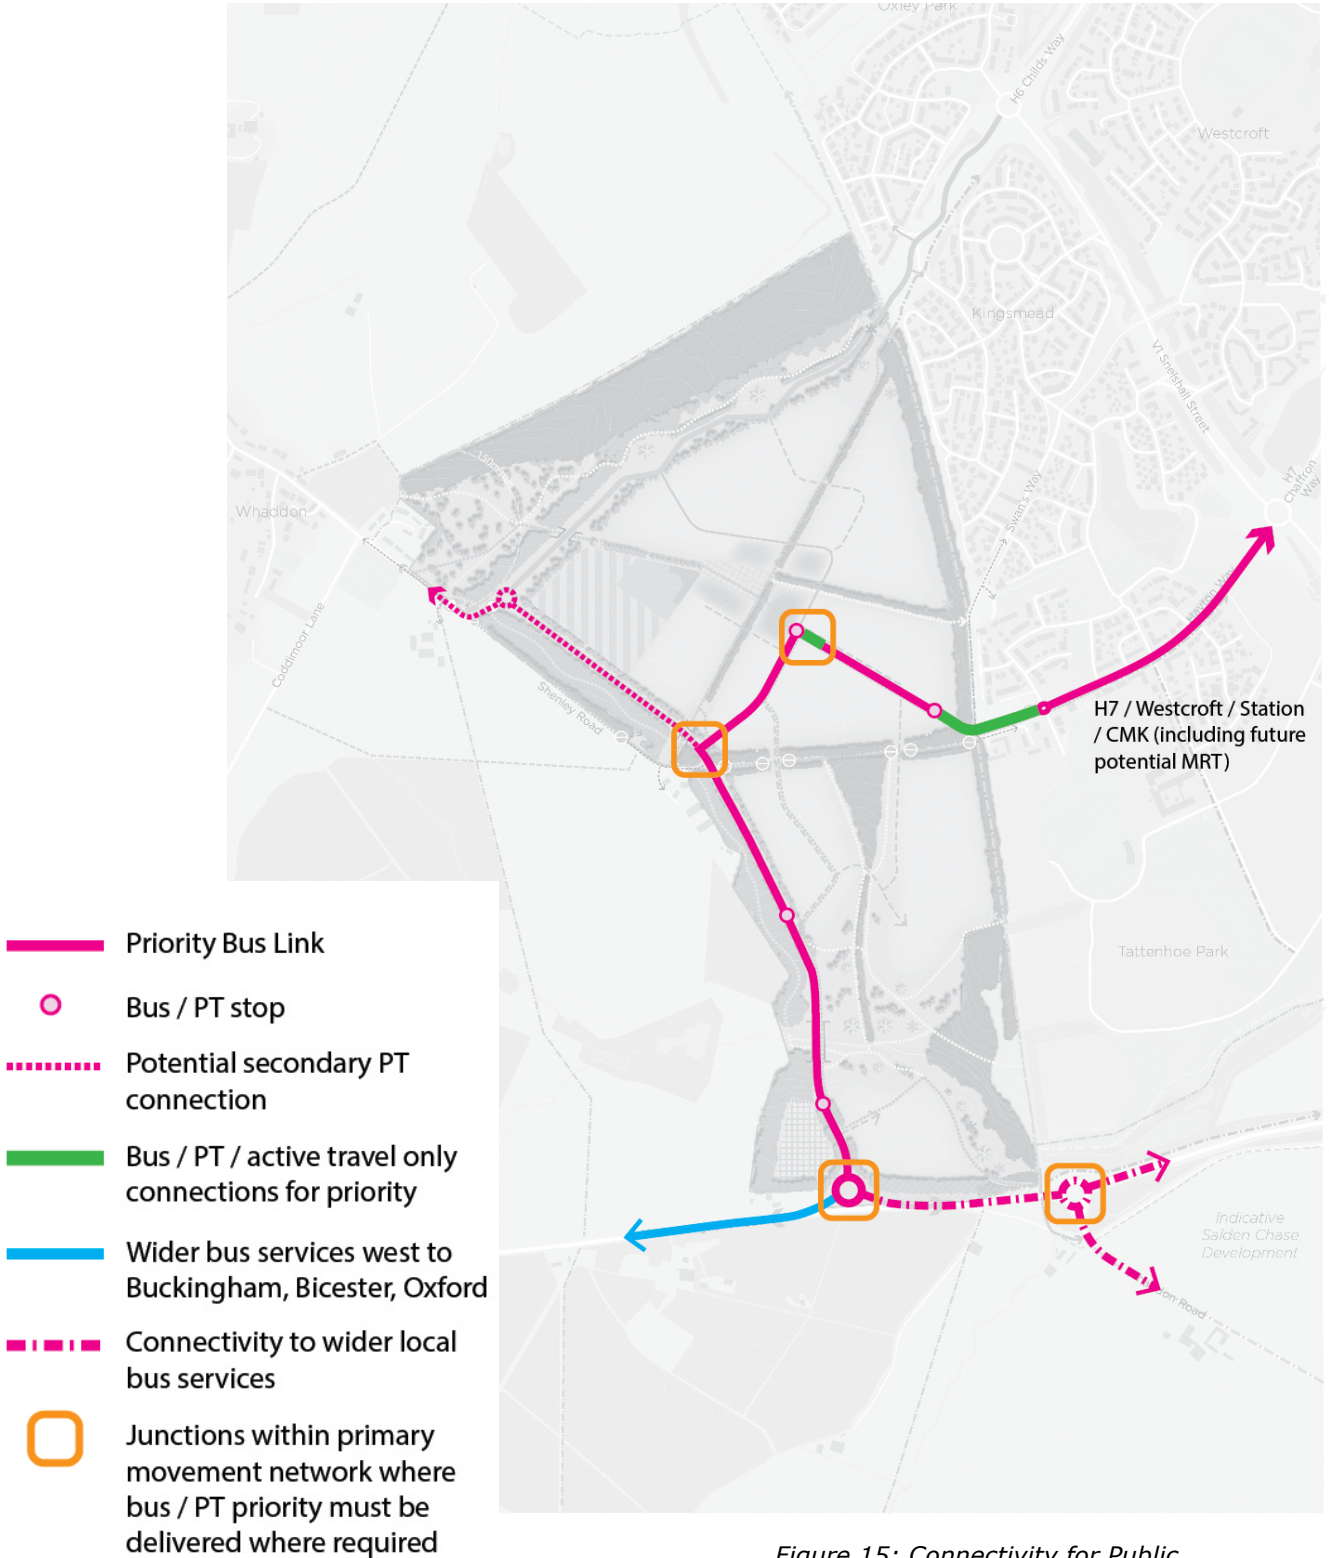 Oxley Park
H6 Childs Way
Westcroft
Kingsmead
V1 Snelshall Street
H7
Chaffron
Way
Whaddon
150m
Swan's Way
Coddimoor Lane
Shenley Road
H7 / Westcroft / Station
/ CMK (including future
potential MRT)
Tattenhoe Park
Indicative
Salden Chase
Development
Road
Priority Bus Link
Bus / PT stop
Potential secondary PT
connection
Bus / PT / active travel only
connections for priority
Wider bus services west to
Buckingham, Bicester, Oxford
Connectivity to wider local
bus services
Junctions within primary
movement network where
bus / PT priority must be
delivered where required
Figure 15: Connectivity for Public